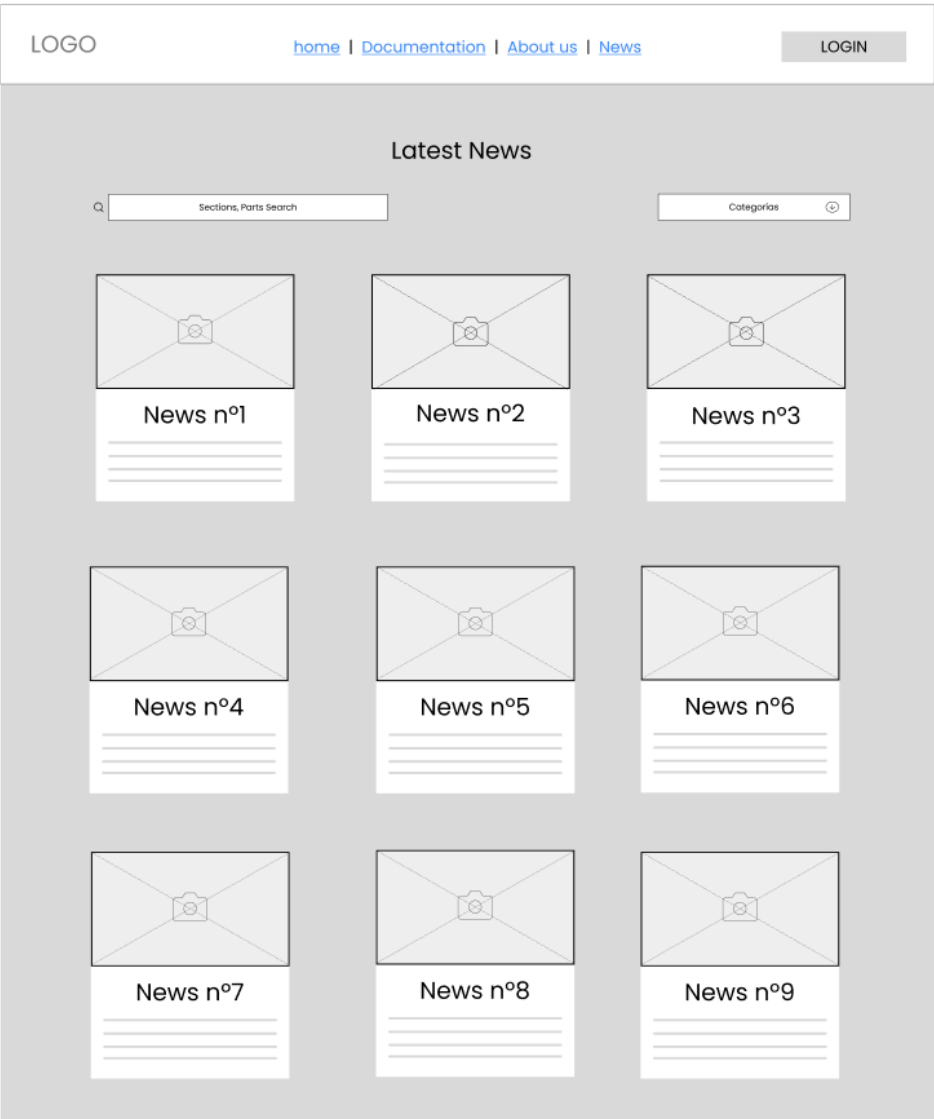 LOGO
home | Documentation | About us | News
LOGIN
Latest News
Sections, Parts Search
Categorías
News nº1
News nº2
News nº3
News nº4
News nº5
News nº6
News nº7
News nº8
News nº9